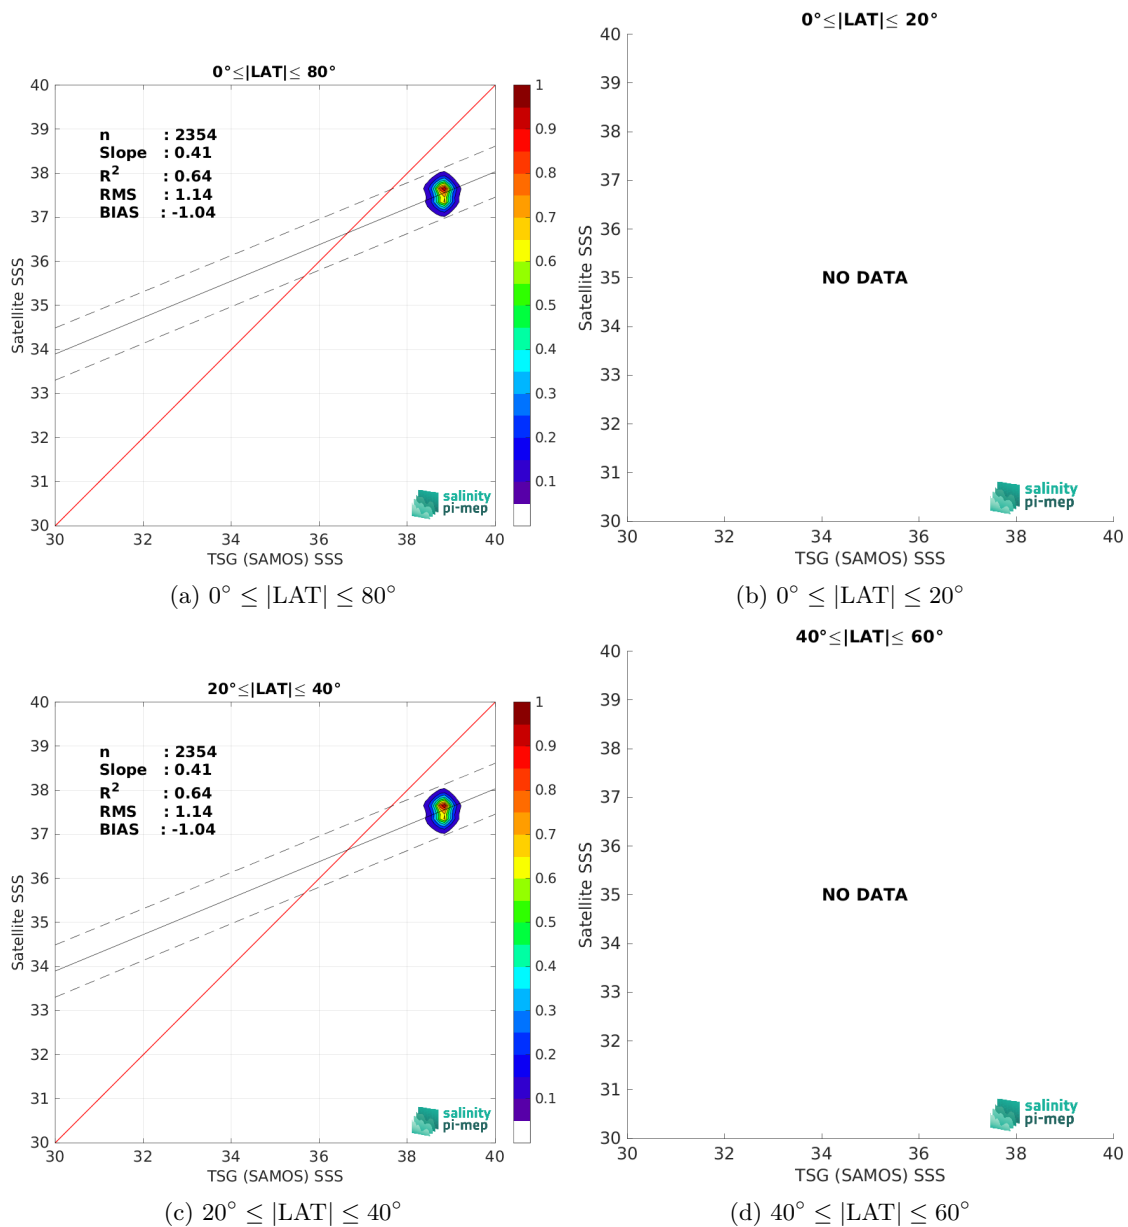 0°≤|LAT|≤ 80°
40
39
38
37
36
35
34
33
32
31
30
Satellite SSS
n : 2354
Slope : 0.41
R² : 0.64
RMS : 1.14
BIAS : -1.04
1
0.9
0.8
0.7
0.6
0.5
0.4
0.3
0.2
0.1
salinity
pi-mep
30 32 34 36 38 40
TSG (SAMOS) SSS
(a) 0° ≤ |LAT| ≤ 80°
0°≤|LAT|≤ 20°
40
39
38
37
36
35
34
33
32
31
30
Satellite SSS
NO DATA
salinity
pi-mep
30 32 34 36 38 40
TSG (SAMOS) SSS
(b) 0° ≤ |LAT| ≤ 20°
20°≤|LAT|≤ 40°
40
39
38
37
36
35
34
33
32
31
30
Satellite SSS
n : 2354
Slope : 0.41
R² : 0.64
RMS : 1.14
BIAS : -1.04
1
0.9
0.8
0.7
0.6
0.5
0.4
0.3
0.2
0.1
salinity
pi-mep
30 32 34 36 38 40
TSG (SAMOS) SSS
(c) 20° ≤ |LAT| ≤ 40°
40°≤|LAT|≤ 60°
40
39
38
37
36
35
34
33
32
31
30
Satellite SSS
NO DATA
salinity
pi-mep
30 32 34 36 38 40
TSG (SAMOS) SSS
(d) 40° ≤ |LAT| ≤ 60°